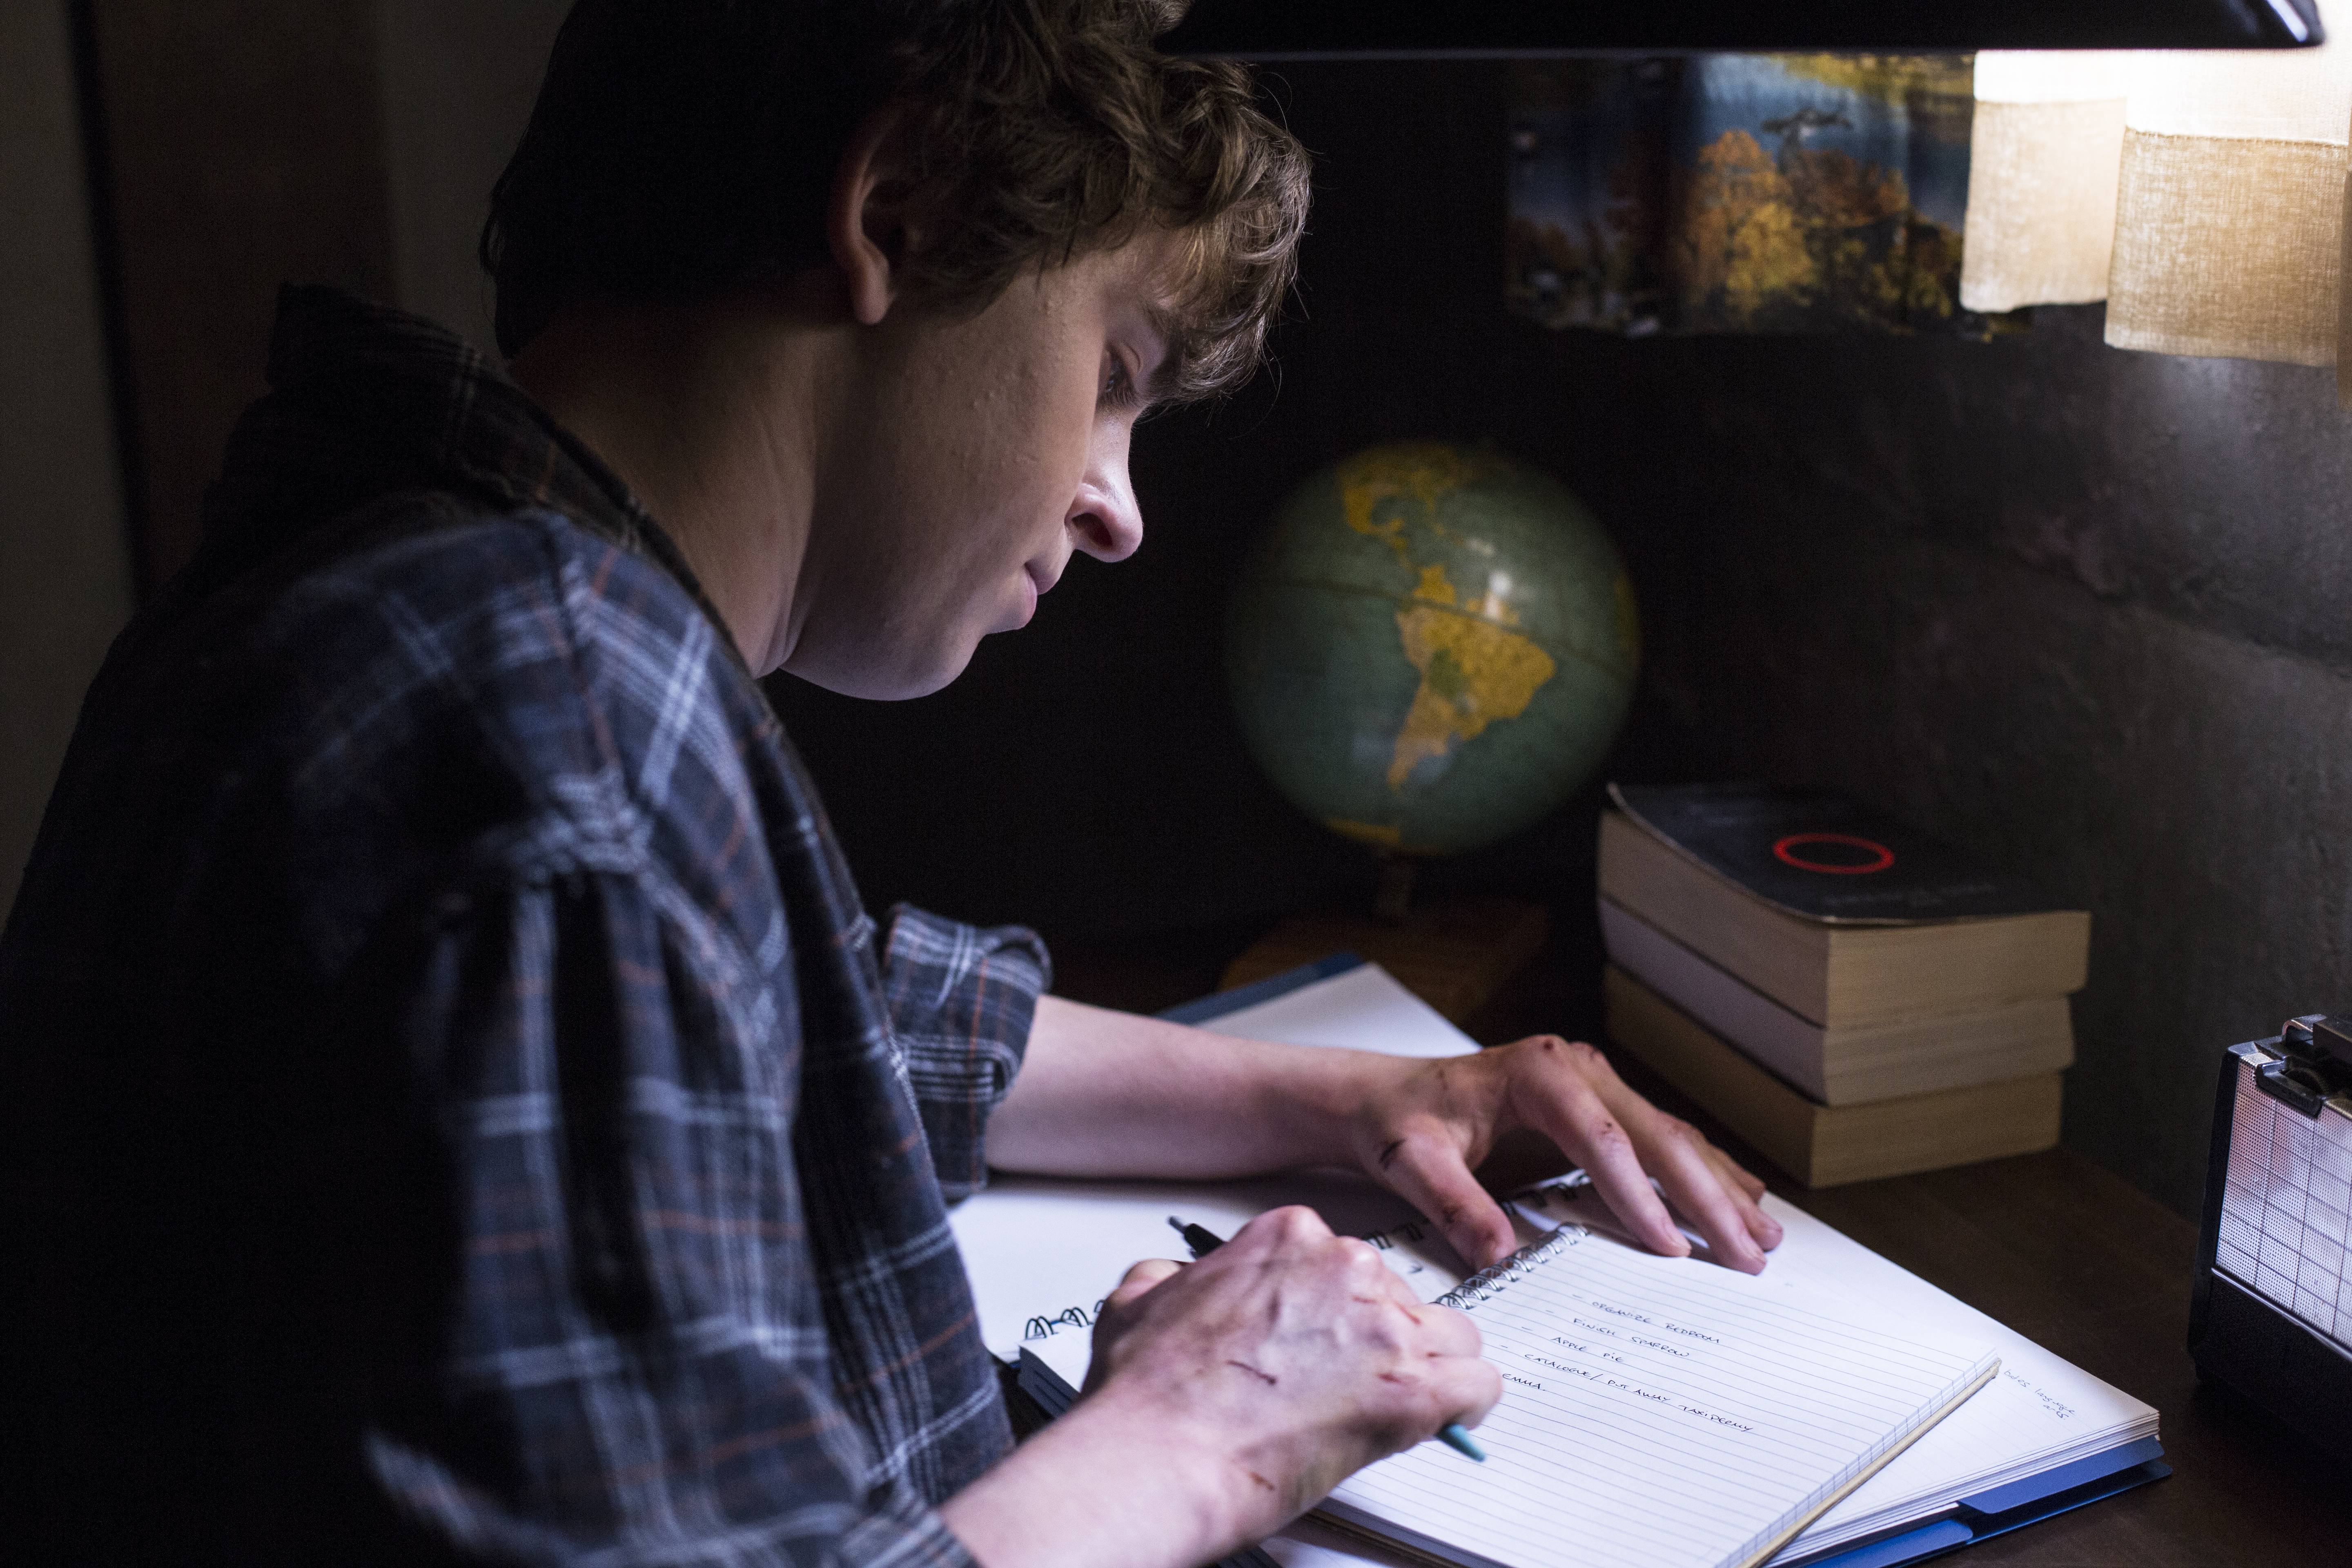 - ORGANIZE BEDROOM
- FINISH SPARROW
- APPLE PIE
- CATALOGUE / PUT AWAY TAXIDERMY
EMMA.